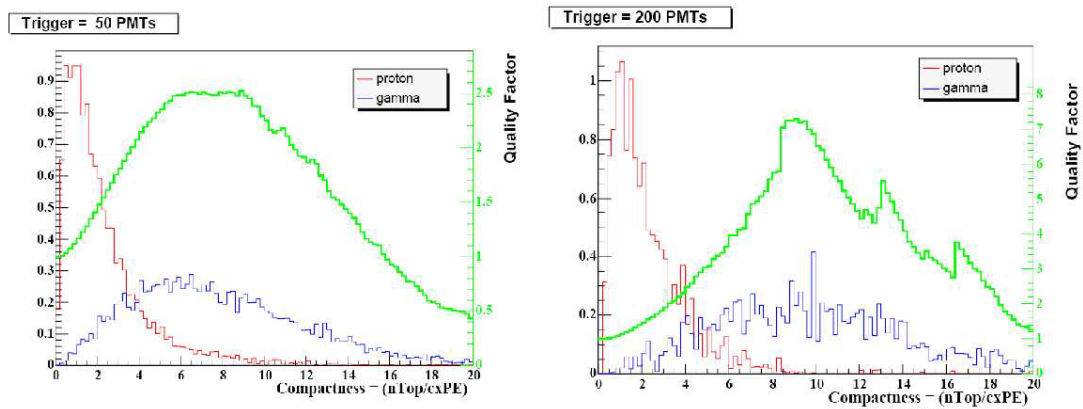 Trigger = 50 PMTs
0.9
0.8
0.7
0.6
0.5
0.4
0.3
0.2
0.1
0
proton
gamma
2.5
2
1.5
1
0.5
0
Quality Factor
0 2 4 6 8 10 12 14 16 18 20
Compactness = (nTop/cxPE)
Trigger = 200 PMTs
1
0.8
0.6
0.4
0.2
0
proton
gamma
8
7
6
5
4
3
2
1
0
Quality Factor
0 2 4 6 8 10 12 14 16 18 20
Compactness = (nTop/cxPE)